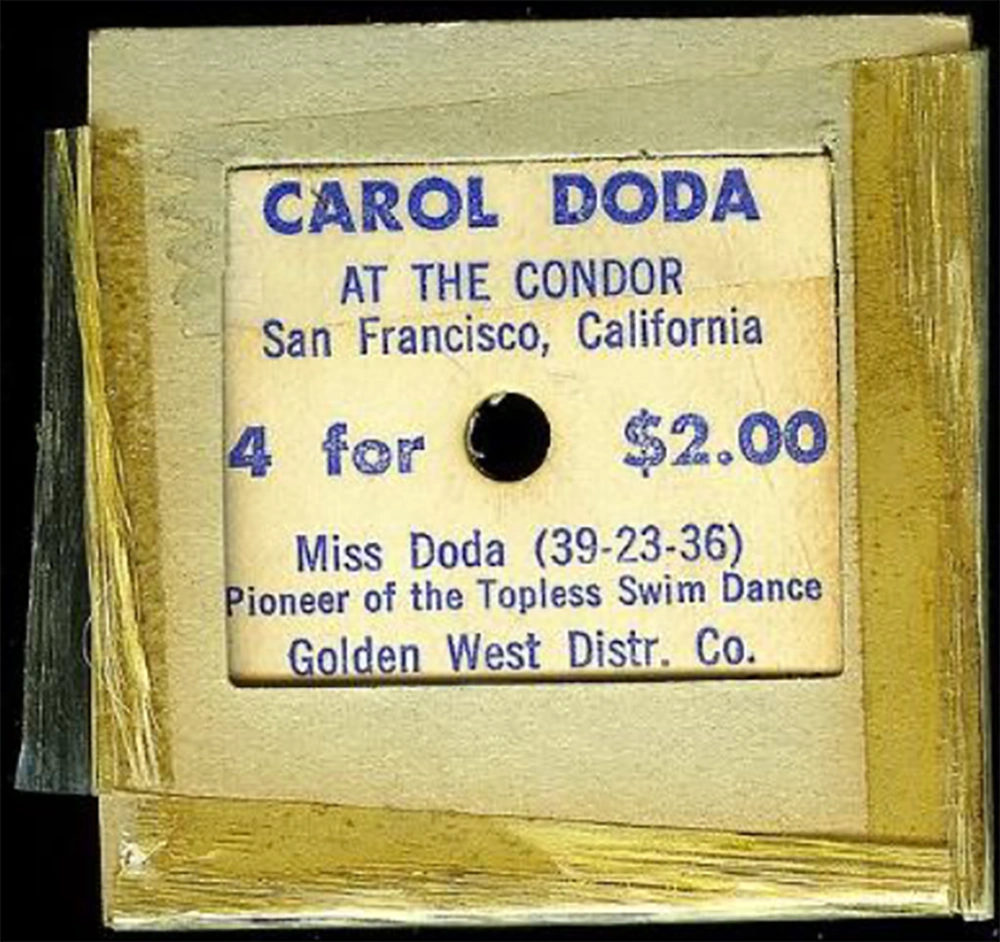 CAROL DODA
AT THE CONDOR
San Francisco, California
4 for $2.00
Miss Doda (39-23-36)
Pioneer of the Topless Swim Dance
Golden West Distr. Co.